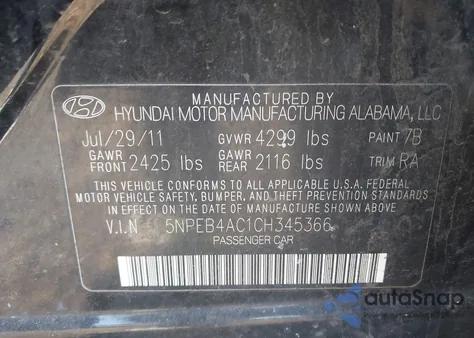 MANUFACTURED BY
HYUNDAI MOTOR MANUFACTURING ALABAMA, LLC
Jul/29/11 GVWR 4299 lbs PAINT 7B
GAWR FRONT 2425 lbs GAWR REAR 2116 lbs TRIM RA
THIS VEHICLE CONFORMS TO ALL APPLICABLE U.S.A. FEDERAL
MOTOR VEHICLE SAFETY, BUMPER, AND THEFT PREVENTION
STANDARDS IN EFFECT ON THE DATE OF MANUFACTURE SHOWN ABOVE.
V.I.N 5NPEB4AC1CH345366
PASSENGER CAR
autoSnap